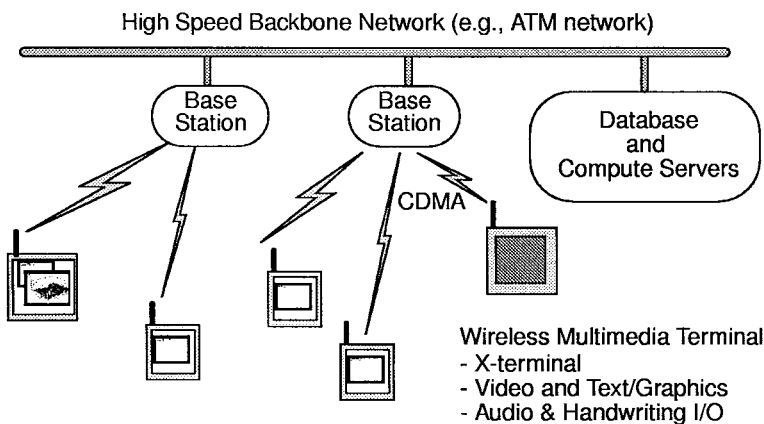 High Speed Backbone Network (e.g., ATM network)
Base
Station
Base
Station
Database
and
Compute Servers
CDMA
Wireless Multimedia Terminal
- X-terminal
- Video and Text/Graphics
- Audio & Handwriting I/O